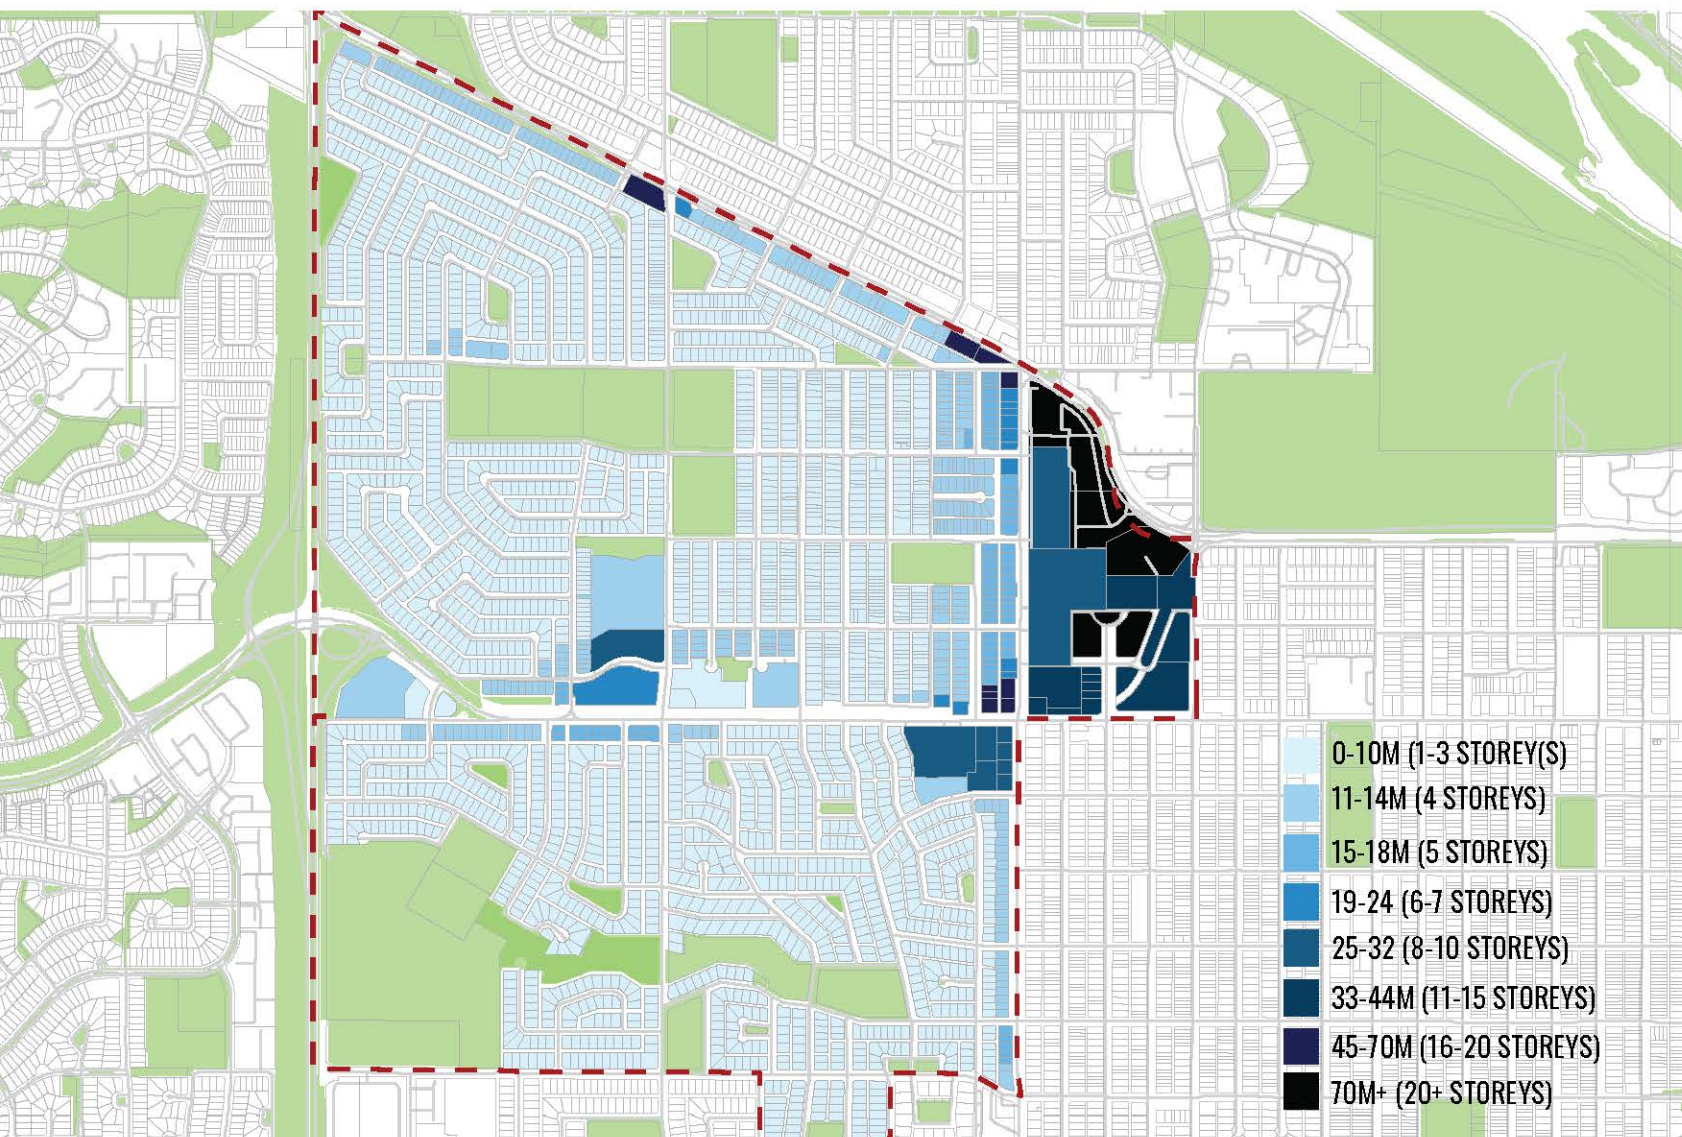 0-10M (1-3 STOREY(S)
11-14M (4 STOREYS)
15-18M (5 STOREYS)
19-24 (6-7 STOREYS)
25-32 (8-10 STOREYS)
33-44M (11-15 STOREYS)
45-70M (16-20 STOREYS)
70M+ (20+ STOREYS)